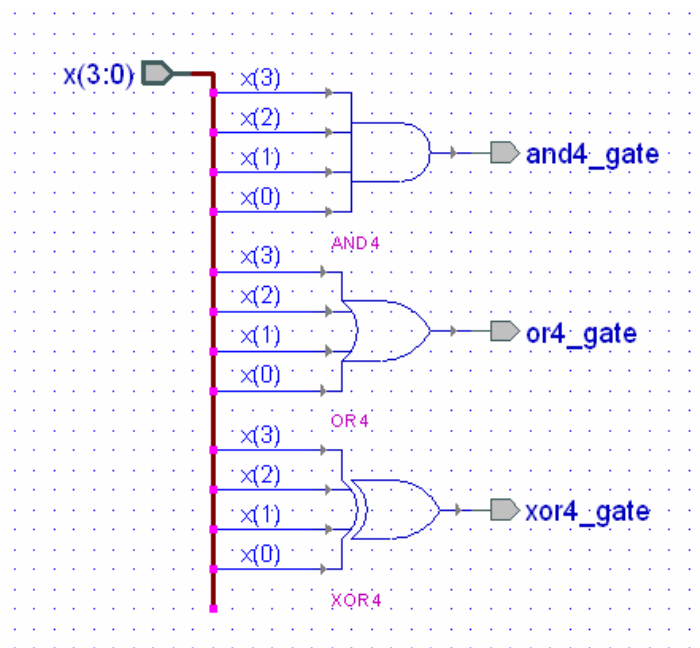 x(3:0)
x(3)
x(2)
x(1)
x(0)
and4_gate
AND4
x(3)
x(2)
x(1)
x(0)
or4_gate
OR4
x(3)
x(2)
x(1)
x(0)
xor4_gate
XOR4